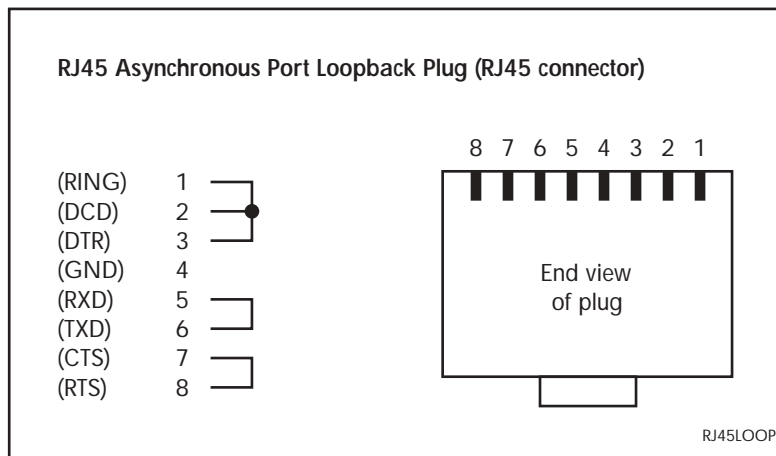 RJ45 Asynchronous Port Loopback Plug (RJ45 connector)
(RING) 1
(DCD) 2
(DTR) 3
(GND) 4
(RXD) 5
(TXD) 6
(CTS) 7
(RTS) 8
8 7 6 5 4 3 2 1
End view
of plug
RJ45LOOP